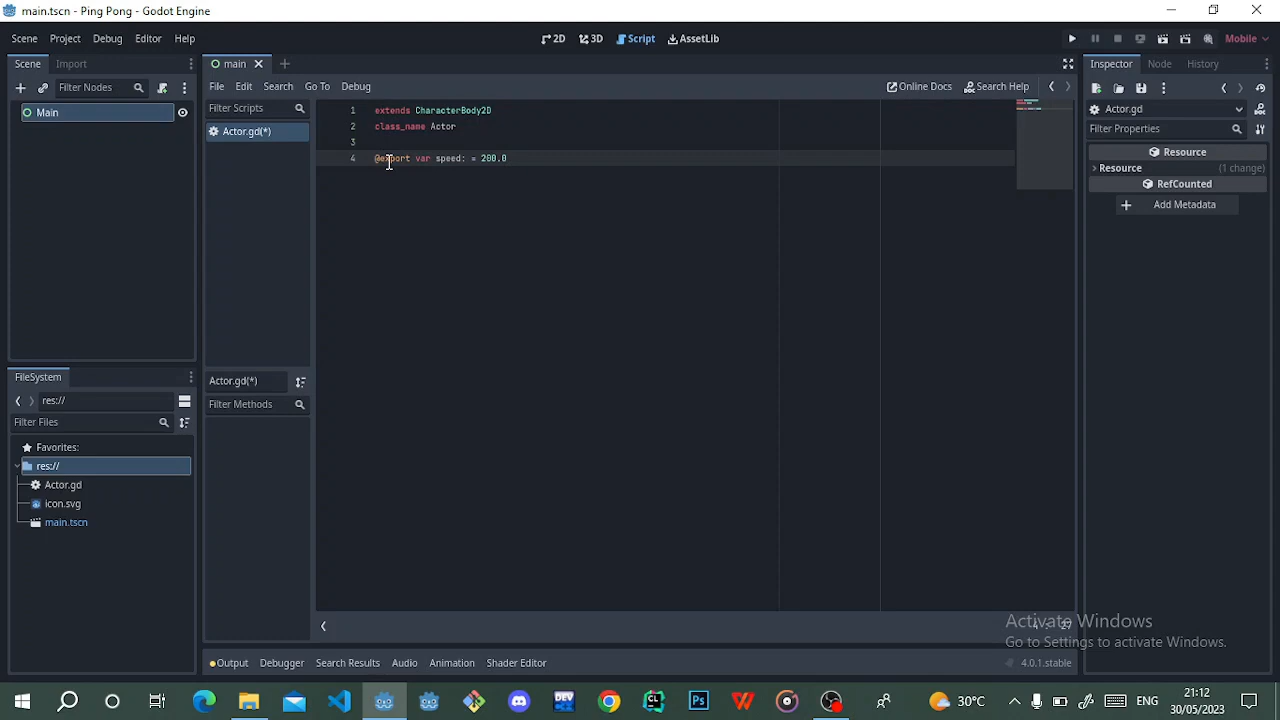 main.tscn - Ping Pong - Godot Engine
Scene Project Debug Editor Help
2D 3D Script AssetLib
Mobile
Scene Import
Filter Nodes
Main
main
File Edit Search Go To Debug
Online Docs Search Help
Filter Scripts
Actor.gd(*)
Actor.gd(*)
Filter Methods
1 extends CharacterBody2D
2 class_name Actor
3
4 @export var speed: = 200.0
Inspector Node History
Actor.gd
Filter Properties
Resource
Resource (1 change)
RefCounted
Add Metadata
FileSystem
res://
Filter Files
Favorites:
res://
Actor.gd
icon.svg
main.tscn
Activate Windows
Go to Settings to activate Windows.
Output Debugger Search Results Audio Animation Shader Editor
4.0.1.stable
30°C
ENG
21:12
30/05/2023